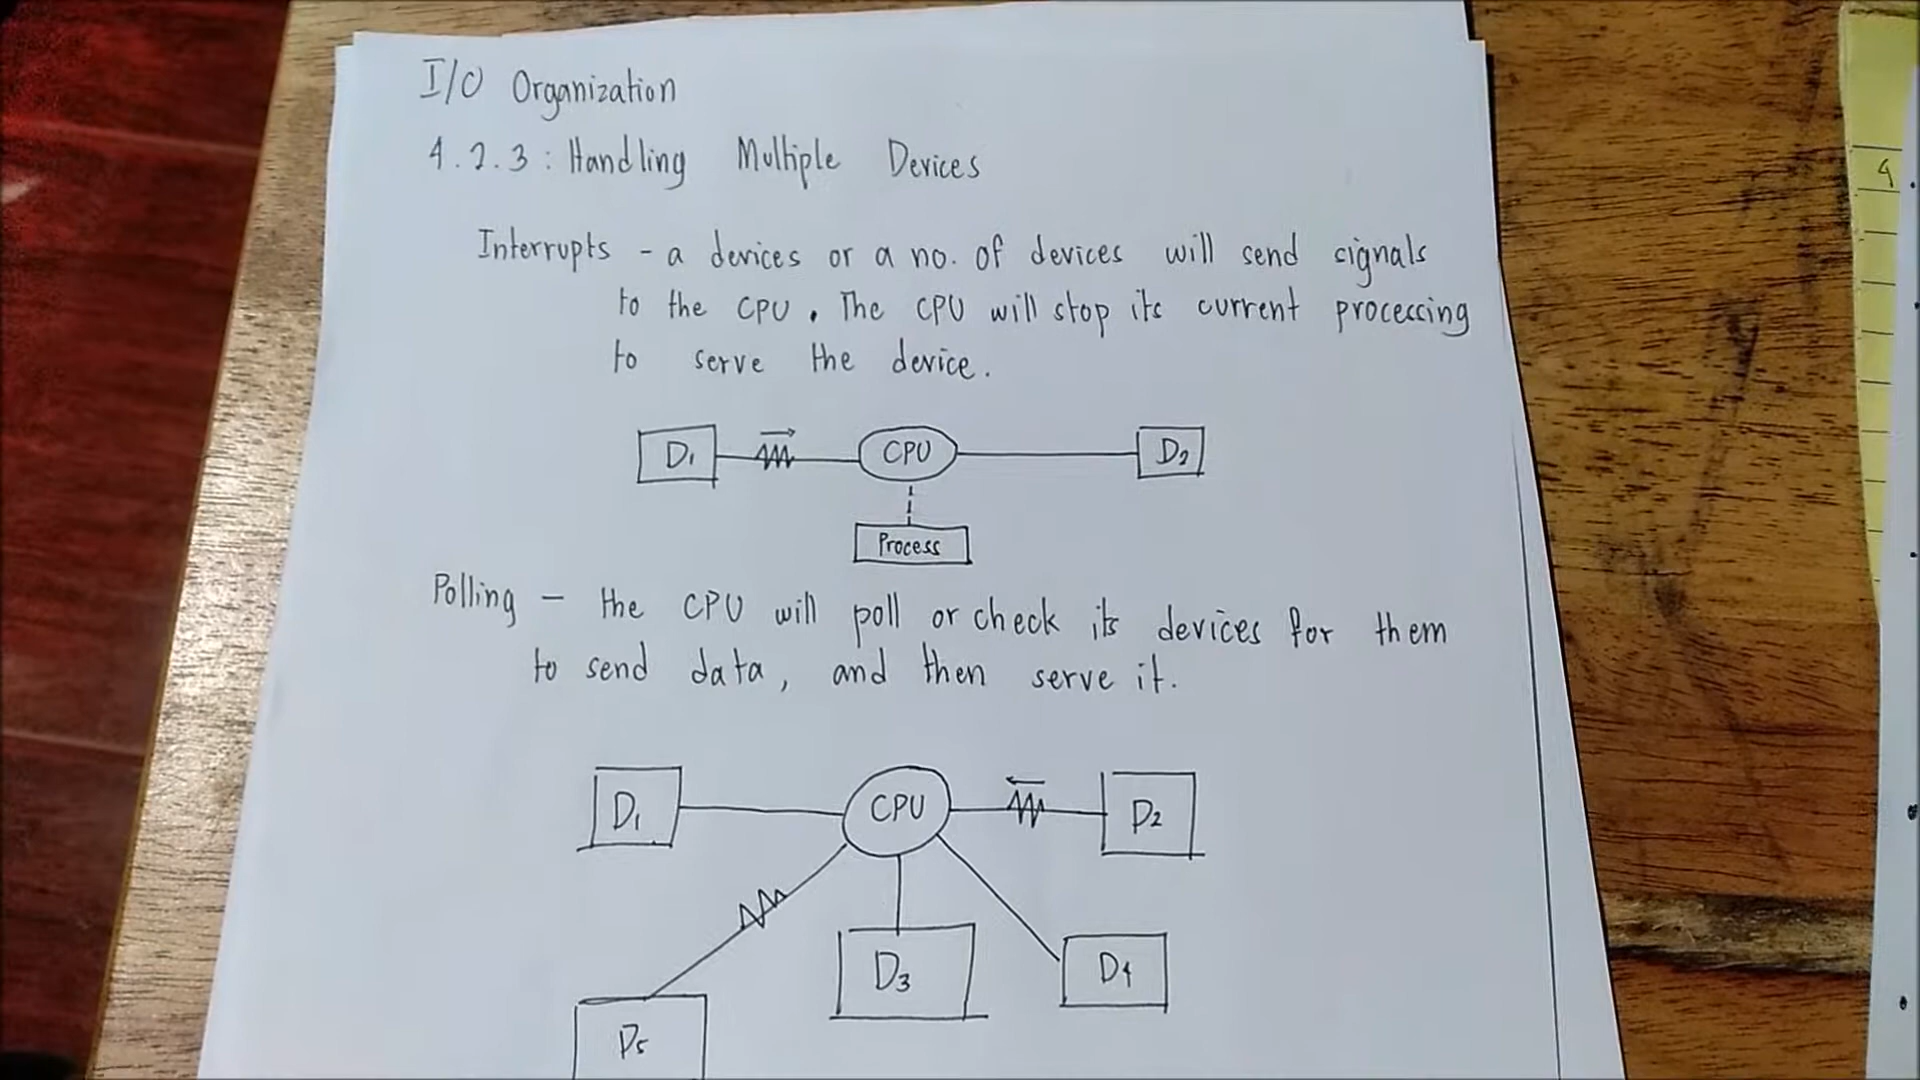 I/O Organization
4.2.3: Handling Multiple Devices
Interrupts - a devices or a no. of devices will send signals
to the CPU. The CPU will stop its current processing
to serve the device.
D1 CPU D2
Process
Polling - the CPU will poll or check its devices for them
to send data, and then serve it.
D1 CPU D2
D3 D4
D5
4